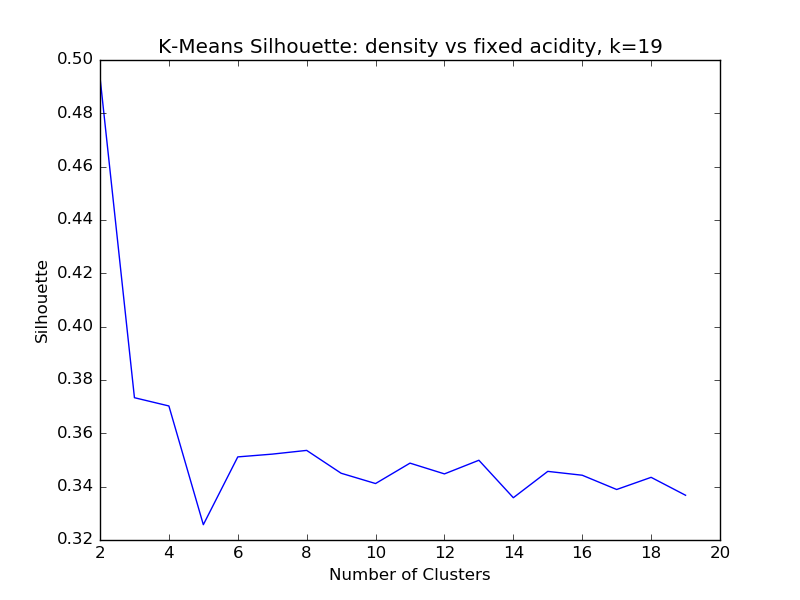 K-Means Silhouette: density vs fixed acidity, k=19
0.50
0.48
0.46
0.44
0.42
0.40
0.38
0.36
0.34
0.32
Silhouette
2 4 6 8 10 12 14 16 18 20
Number of Clusters